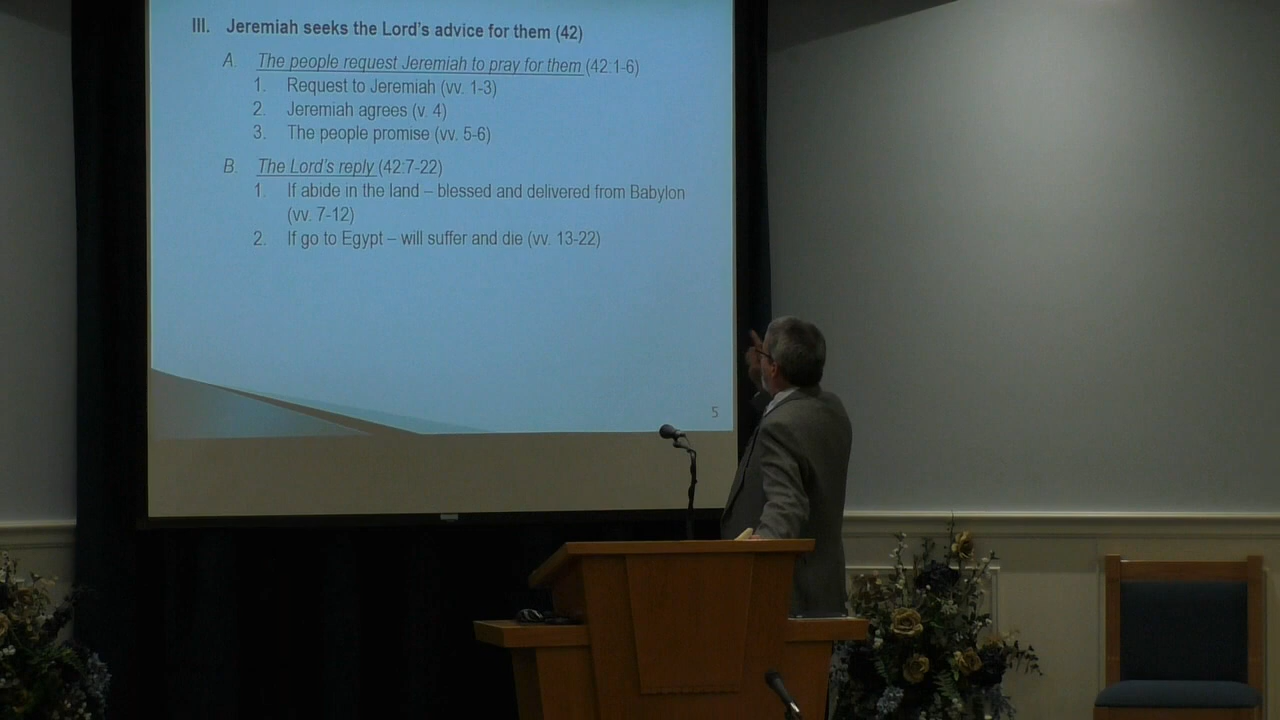 III. Jeremiah seeks the Lord's advice for them (42)
A. The people request Jeremiah to pray for them (42:1-6)
1. Request to Jeremiah (vv. 1-3)
2. Jeremiah agrees (v. 4)
3. The people promise (vv. 5-6)
B. The Lord's reply (42:7-22)
1. If abide in the land – blessed and delivered from Babylon
(vv. 7-12)
2. If go to Egypt – will suffer and die (vv. 13-22)
5